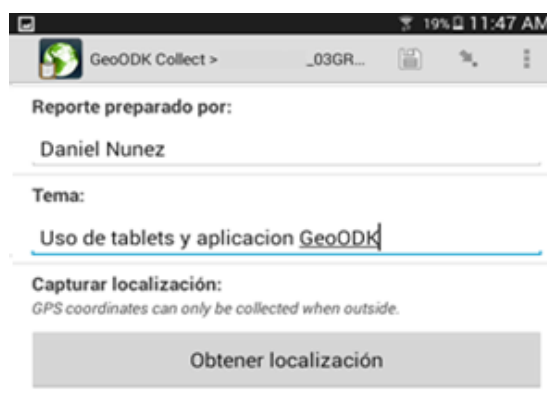 19% 11:47 AM
GeoODK Collect > _03GR...
Reporte preparado por:
Daniel Nunez
Tema:
Uso de tablets y aplicacion GeoODK
Capturar localización:
GPS coordinates can only be collected when outside.
Obtener localización